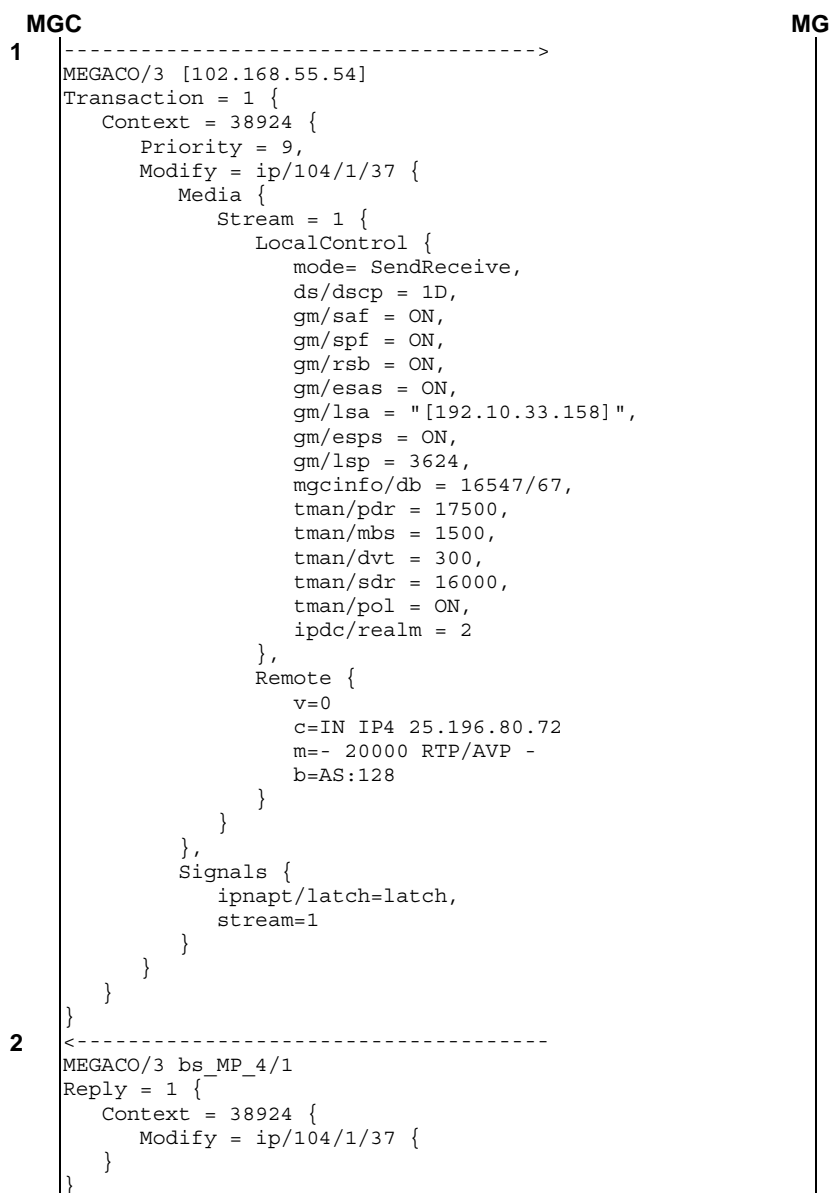 MGC MG
1 ------------------------------------->
MEGACO/3 [102.168.55.54]
Transaction = 1 {
   Context = 38924 {
      Priority = 9,
      Modify = ip/104/1/37 {
         Media {
            Stream = 1 {
               LocalControl {
                  mode= SendReceive,
                  ds/dscp = 1D,
                  gm/saf = ON,
                  gm/spf = ON,
                  gm/rsb = ON,
                  gm/esas = ON,
                  gm/lsa = "[192.10.33.158]",
                  gm/esps = ON,
                  gm/lsp = 3624,
                  mgcinfo/db = 16547/67,
                  tman/pdr = 17500,
                  tman/mbs = 1500,
                  tman/dvt = 300,
                  tman/sdr = 16000,
                  tman/pol = ON,
                  ipdc/realm = 2
               },
               Remote {
                  v=0
                  c=IN IP4 25.196.80.72
                  m=- 20000 RTP/AVP -
                  b=AS:128
               }
            }
         },
         Signals {
            ipnapt/latch=latch,
            stream=1
         }
      }
   }
}
2 <-------------------------------------
MEGACO/3 bs_MP_4/1
Reply = 1 {
   Context = 38924 {
      Modify = ip/104/1/37 {
   }
}